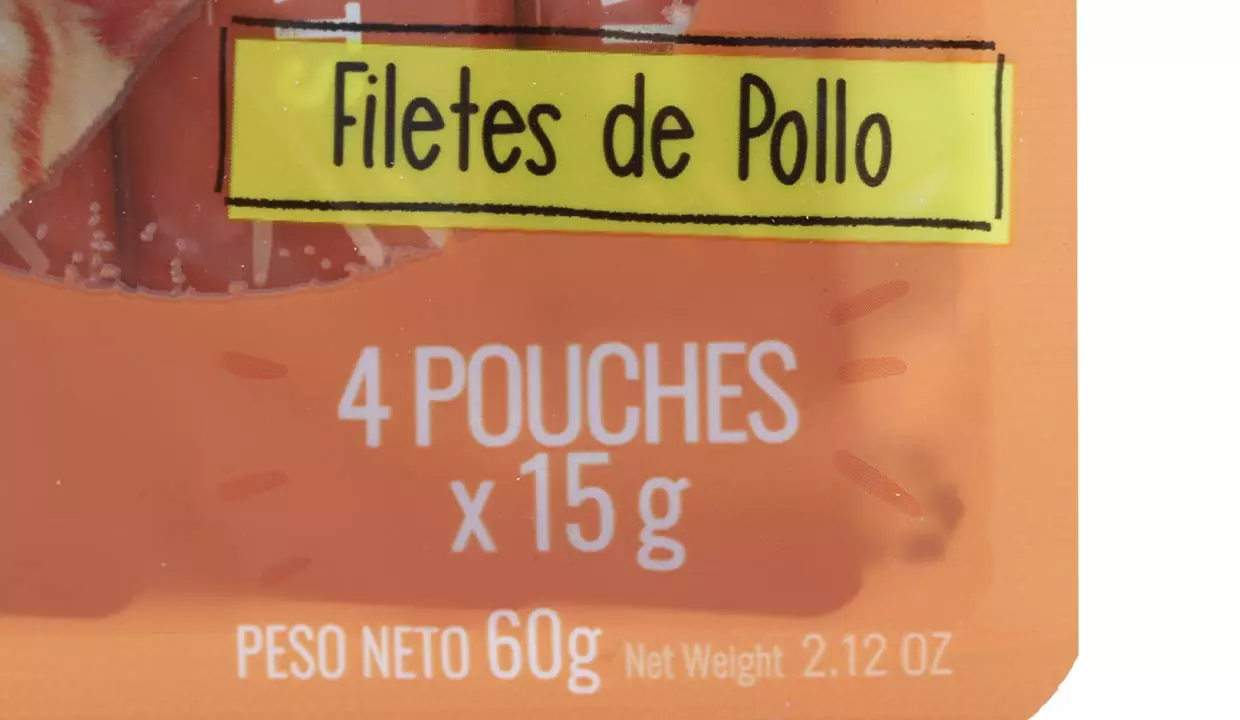 Filetes de Pollo
4 POUCHES
x 15 g
PESO NETO 60g Net Weight 2.12 OZ